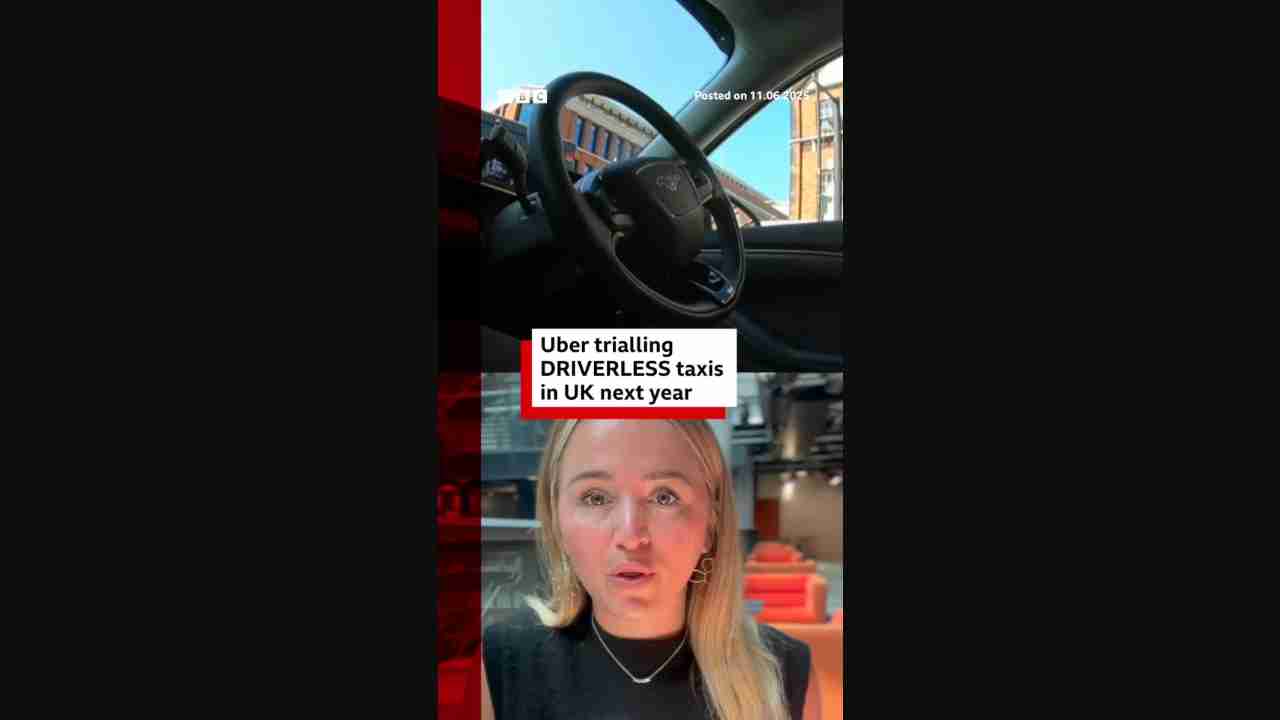 BBC
Posted on 11.06.2025
Uber trialling
DRIVERLESS taxis
in UK next year